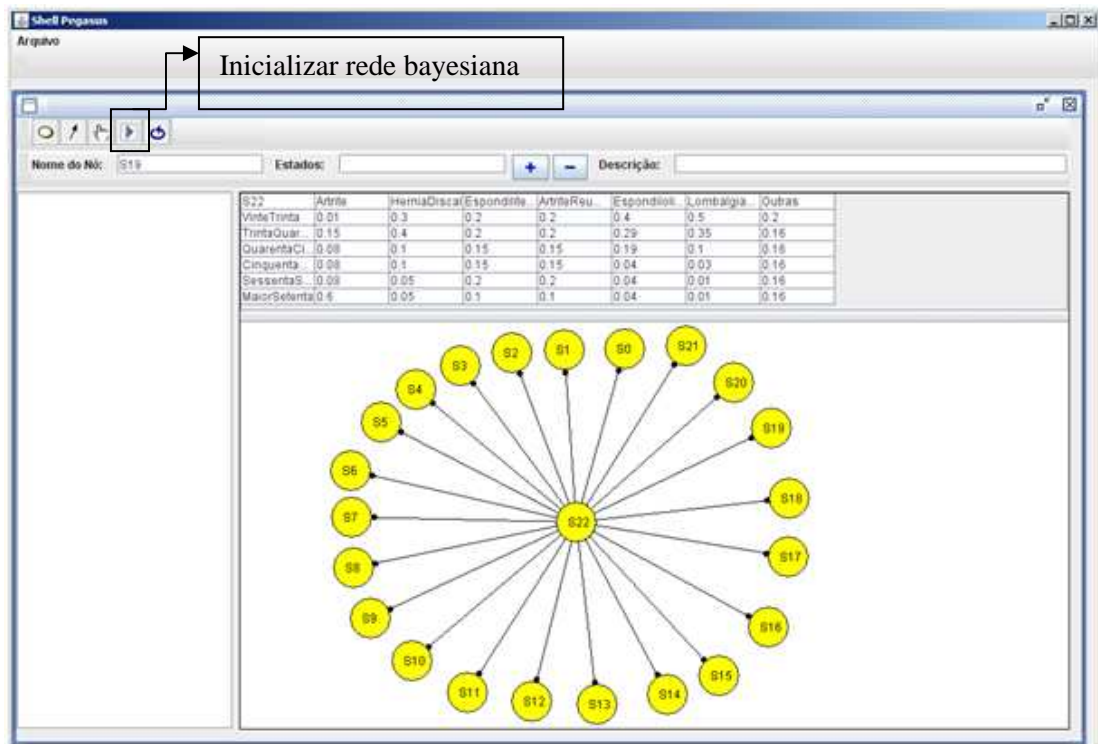 Shell Pegasus
Arquivo
Inicializar rede bayesiana
Nome do Nó: S19 Estados: + - Descrição:
S22 Artrite HerniaDiscal Espondilite... ArtriteReu... Espondiloli... Lombalgia... Outras
VinteTrinta 0.01 0.3 0.2 0.2 0.4 0.5 0.2
TrintaQuar... 0.15 0.4 0.2 0.2 0.29 0.35 0.16
QuarentaCi... 0.08 0.1 0.15 0.15 0.19 0.1 0.16
Cinquenta... 0.08 0.1 0.15 0.15 0.04 0.03 0.16
SessentaS... 0.08 0.05 0.2 0.2 0.04 0.01 0.16
MaiorSetenta 0.6 0.05 0.1 0.1 0.04 0.01 0.16
S2 S1 S0 S21
S3
S4 S20
S5 S19
S6
S18
S7
S22
S8 S17
S9
S16
S10
S15
S11 S12 S13 S14